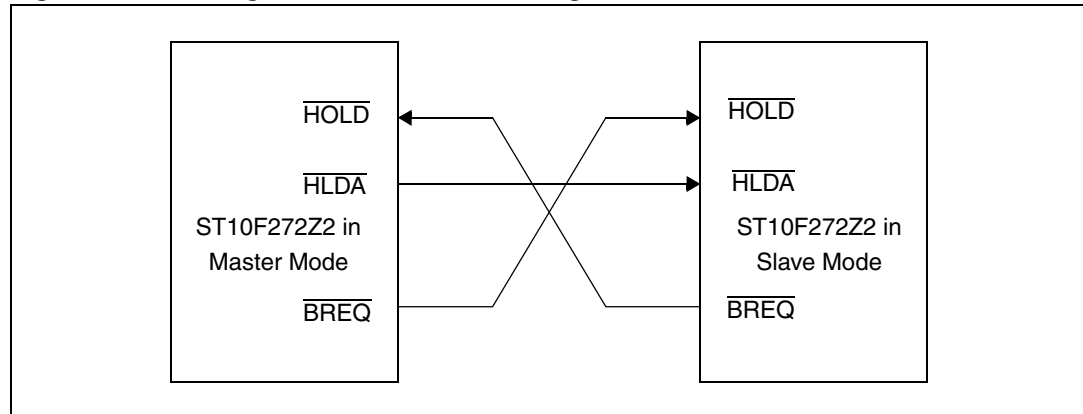 HOLD
HLDA
ST10F272Z2 in
Master Mode
BREQ
HOLD
HLDA
ST10F272Z2 in
Slave Mode
BREQ